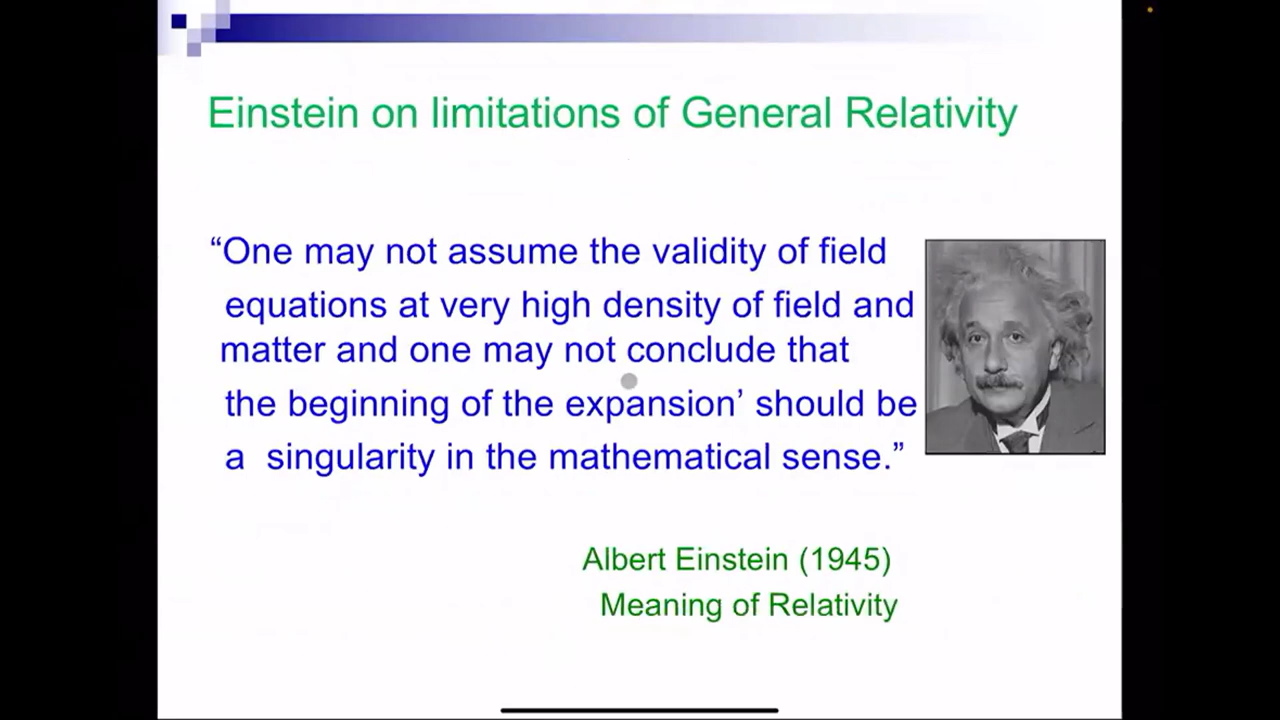 Einstein on limitations of General Relativity
“One may not assume the validity of field
equations at very high density of field and
matter and one may not conclude that
the beginning of the expansion’ should be
a singularity in the mathematical sense.”
Albert Einstein (1945)
Meaning of Relativity